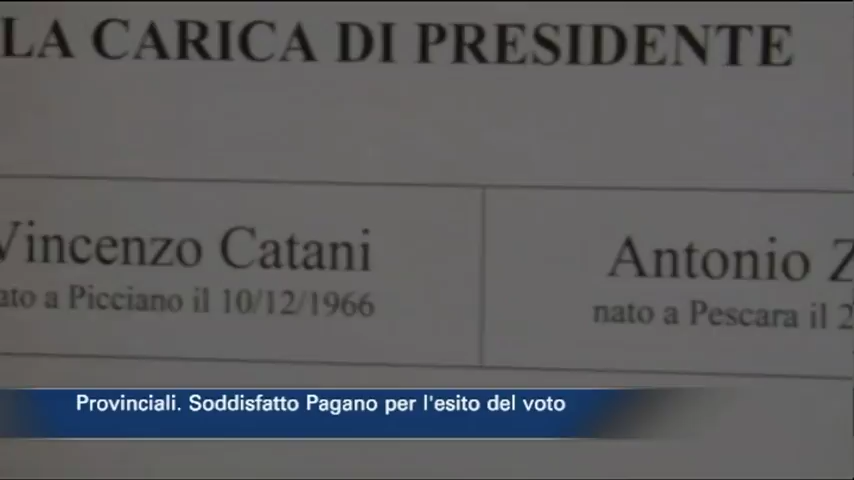 LA CARICA DI PRESIDENTE
Vincenzo Catani
ato a Picciano il 10/12/1966
Antonio Z
nato a Pescara il 2
Provinciali. Soddisfatto Pagano per l'esito del voto